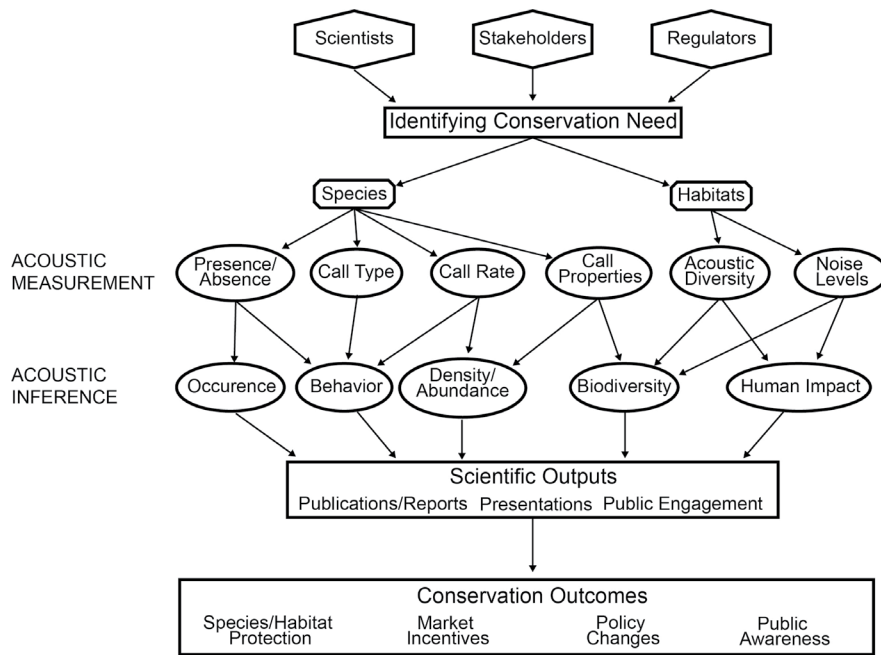 Scientists
Stakeholders
Regulators
Identifying Conservation Need
Species
Habitats
ACOUSTIC
MEASUREMENT
Presence/
Absence
Call Type
Call Rate
Call
Properties
Acoustic
Diversity
Noise
Levels
ACOUSTIC
INFERENCE
Occurence
Behavior
Density/
Abundance
Biodiversity
Human Impact
Scientific Outputs
Publications/Reports Presentations Public Engagement
Conservation Outcomes
Species/Habitat
Protection
Market
Incentives
Policy
Changes
Public
Awareness